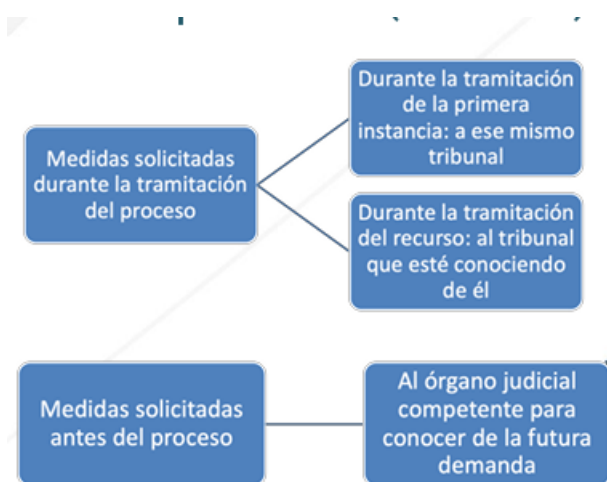 Durante la tramitación
de la primera
instancia: a ese mismo
tribunal
Medidas solicitadas
durante la tramitación
del proceso
Durante la tramitación
del recurso: al tribunal
que esté conociendo
de él
Medidas solicitadas
antes del proceso
Al órgano judicial
competente para
conocer de la futura
demanda